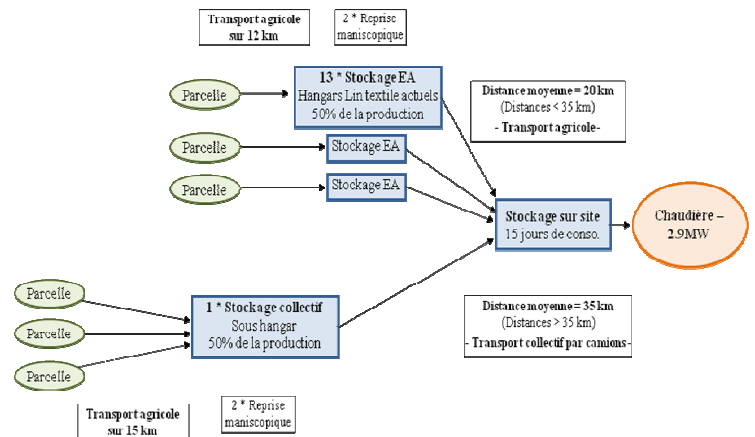 Transport agricole
sur 12 km
2 * Reprise
maniscopique
Parcelle
13 * Stockage EA
Hangars Lin textile actuels
50% de la production
Distance moyenne = 20 km
(Distances < 35 km)
- Transport agricole-
Parcelle
Stockage EA
Parcelle
Stockage EA
Stockage sur site
15 jours de conso.
Chaudière –
2.9MW
Parcelle
Parcelle
Parcelle
1 * Stockage collectif
Sous hangar
50% de la production
Distance moyenne = 35 km
(Distances > 35 km)
- Transport collectif par camions -
Transport agricole
sur 15 km
2 * Reprise
maniscopique